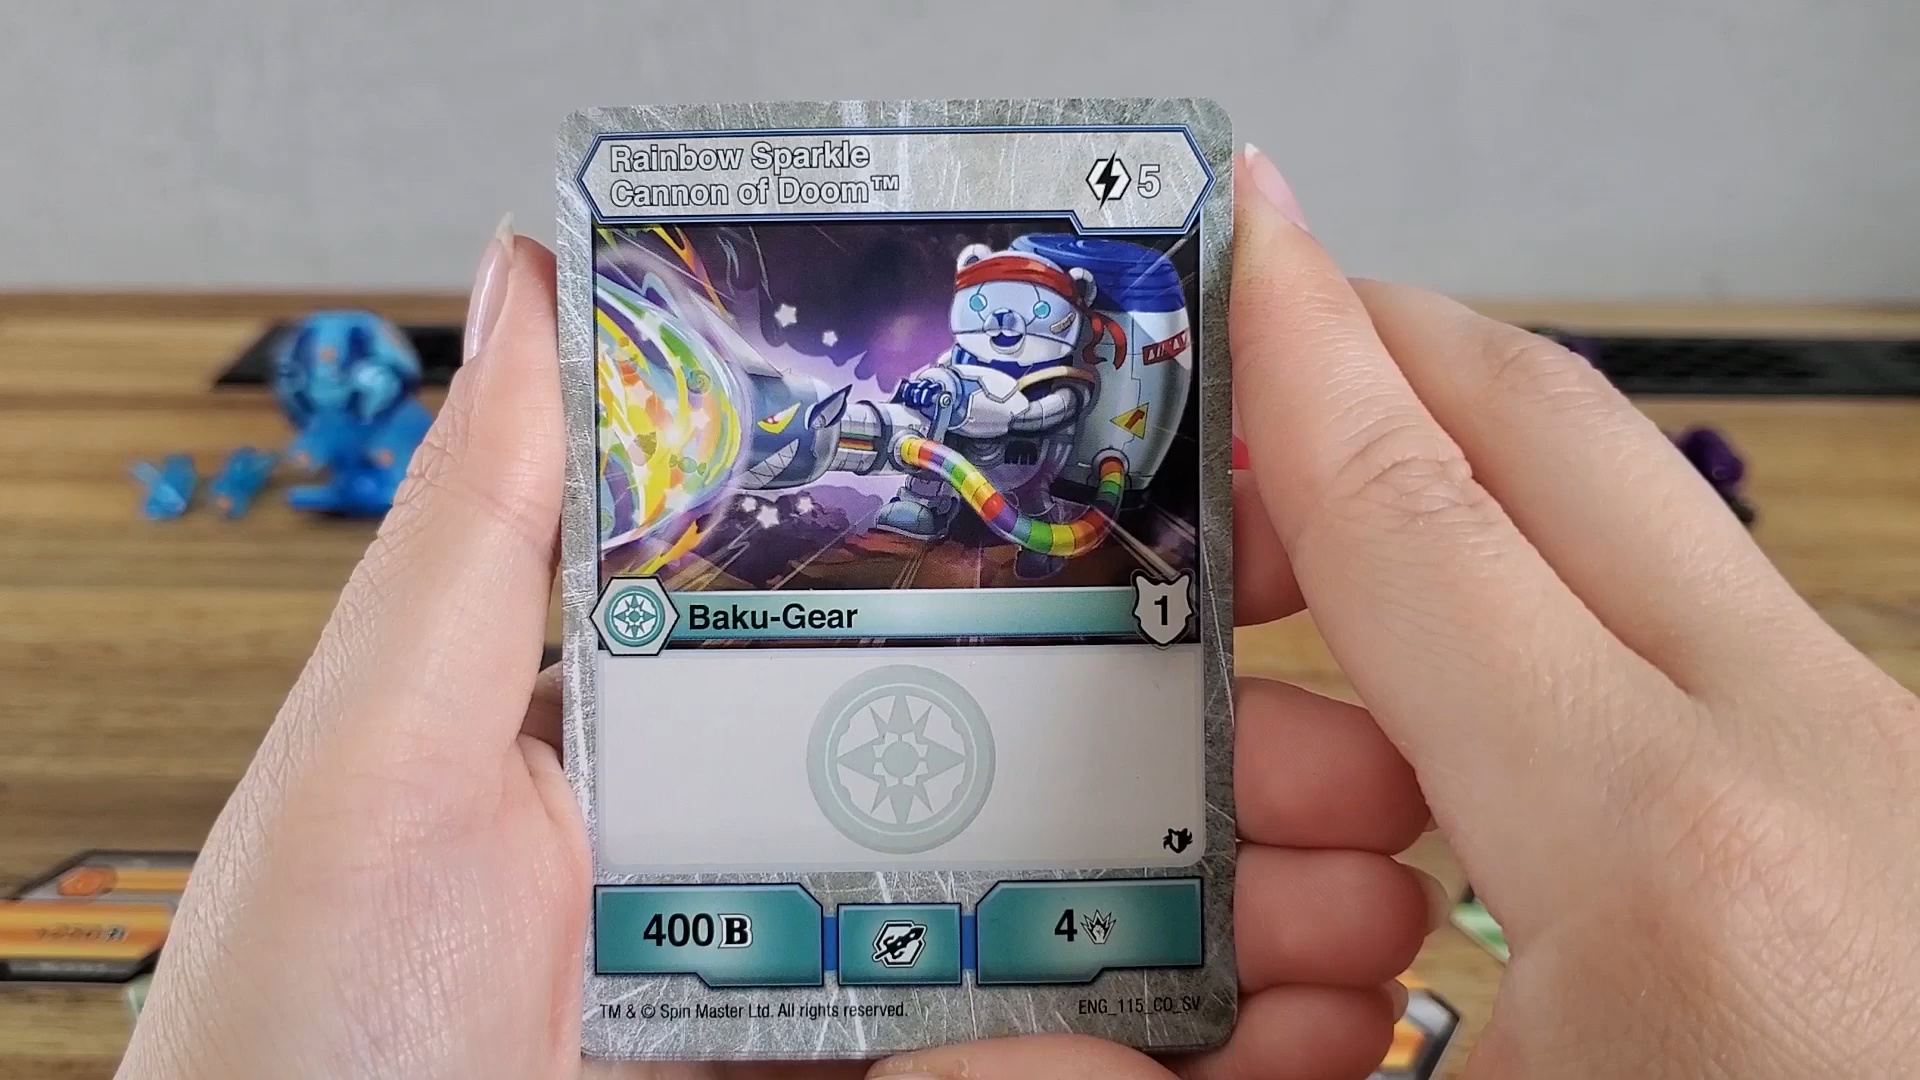 Rainbow Sparkle
Cannon of Doom™
5
Baku-Gear
1
400 B
4
TM & © Spin Master Ltd. All rights reserved.
ENG_115_CO_SV